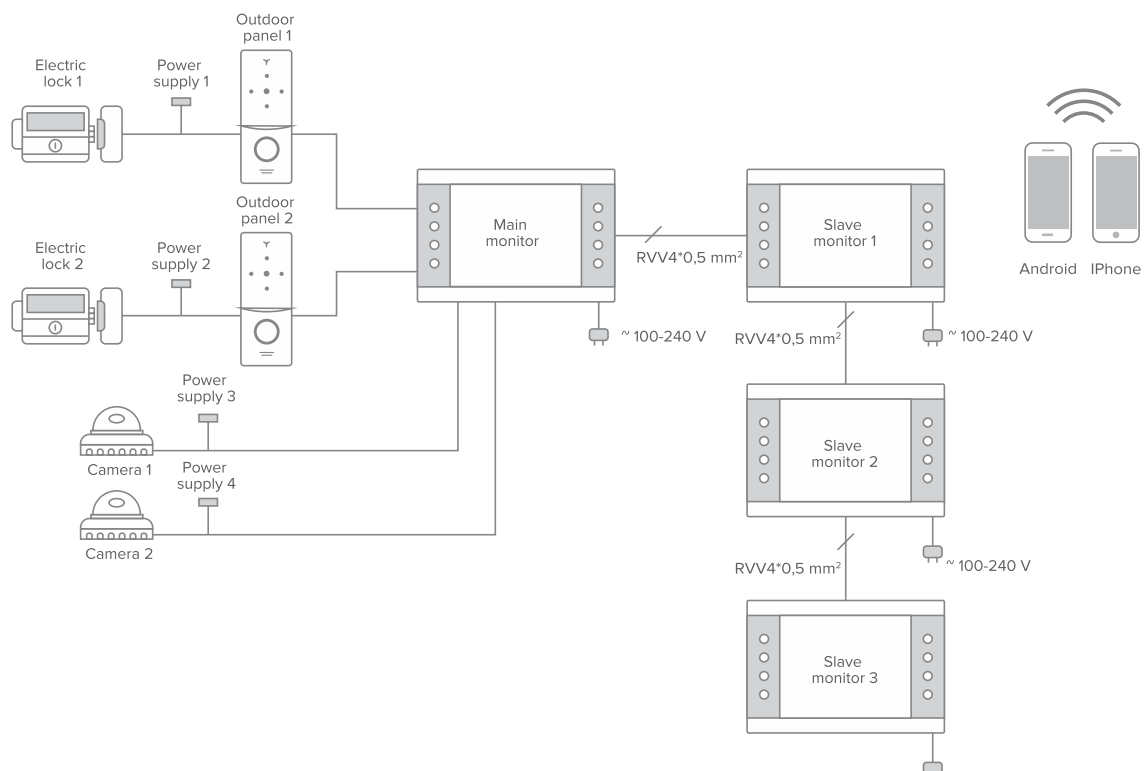 Outdoor
panel 1
Electric
lock 1
Power
supply 1
Outdoor
panel 2
Electric
lock 2
Power
supply 2
Main
monitor
RVV4*0,5 mm²
Slave
monitor 1
Android
IPhone
~ 100-240 V
RVV4*0,5 mm²
~ 100-240 V
Power
supply 3
Camera 1
Power
supply 4
Camera 2
Slave
monitor 2
RVV4*0,5 mm²
~ 100-240 V
Slave
monitor 3